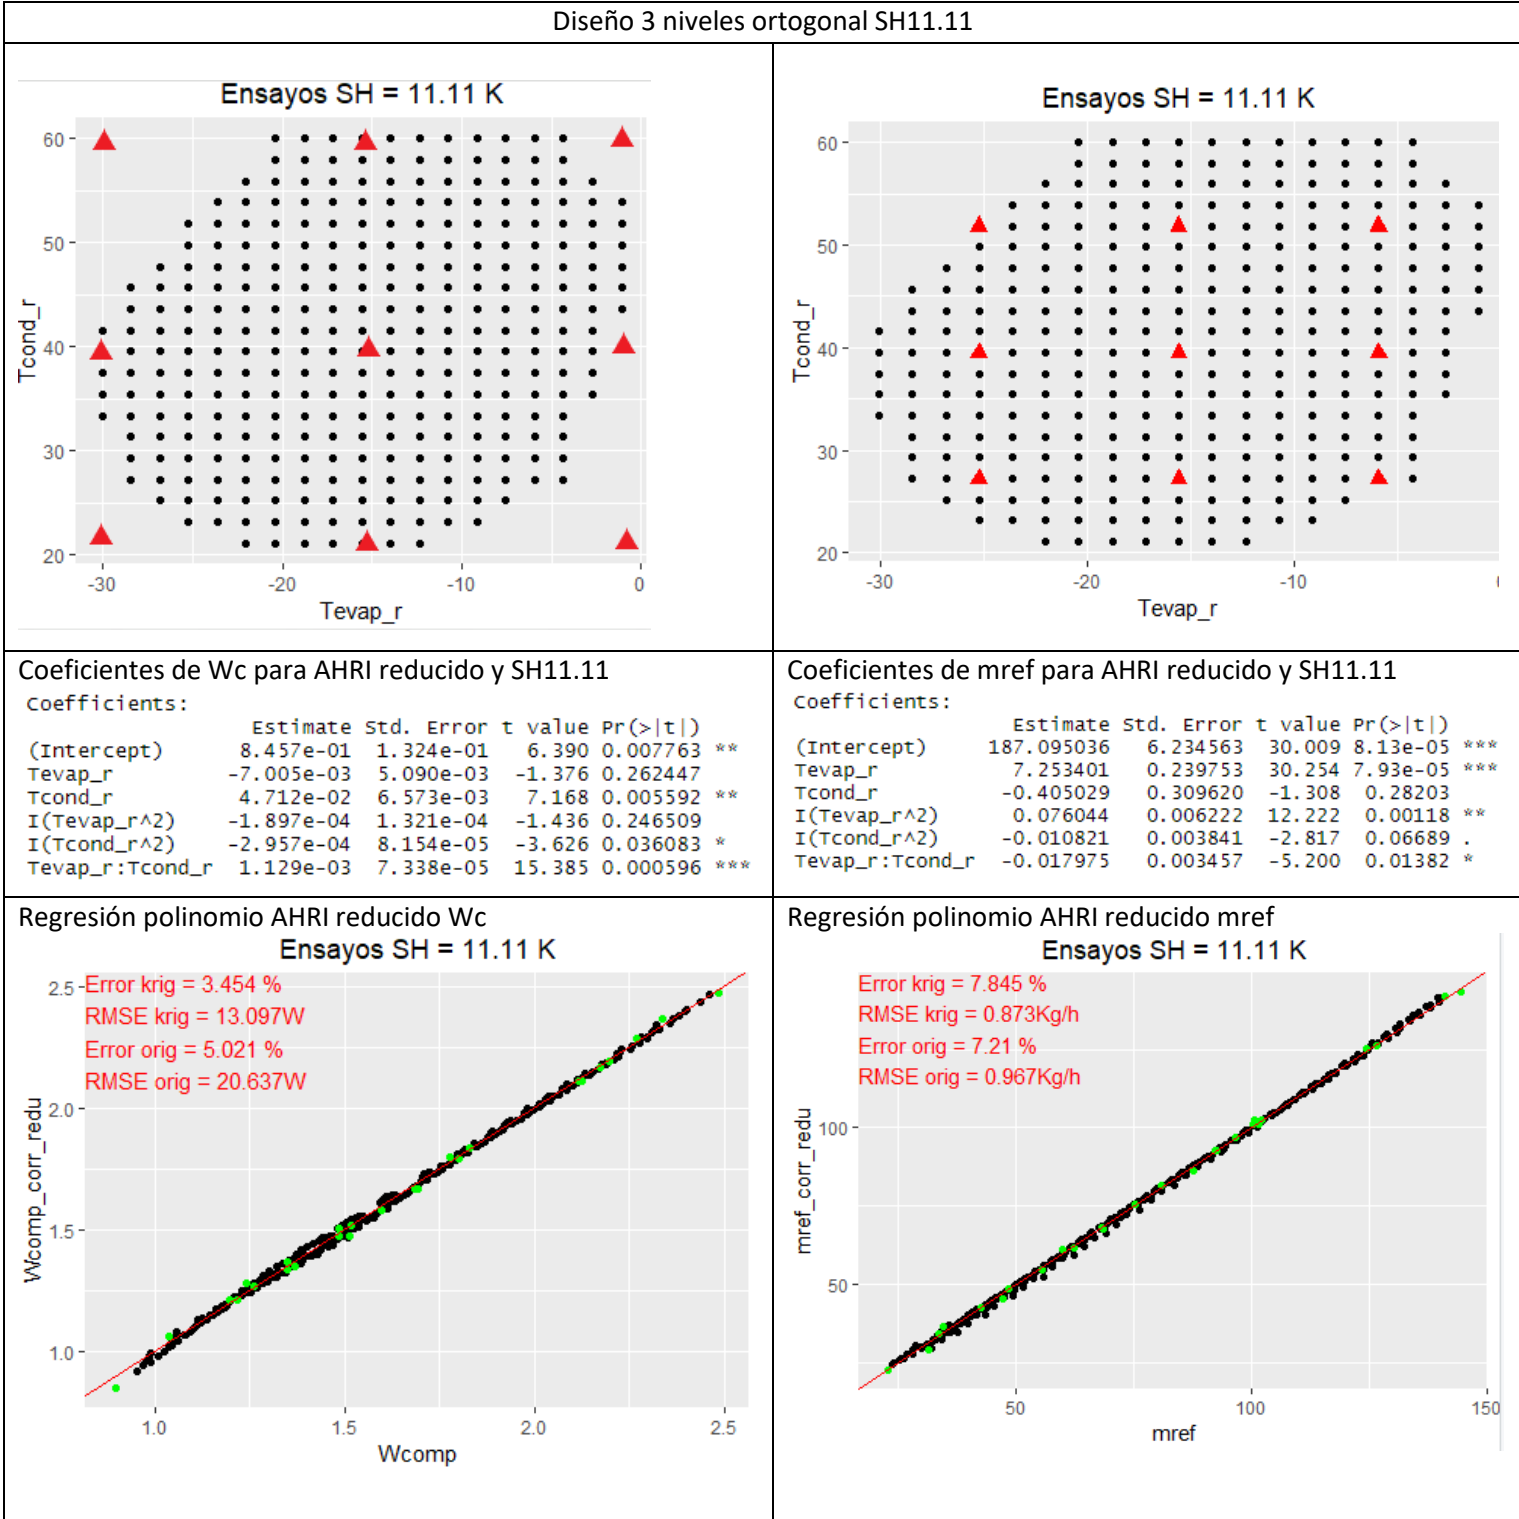 Diseño 3 niveles ortogonal SH11.11
Ensayos SH = 11.11 K
60
50
40
30
20
Tcond_r
-30 -20 -10 0
Tevap_r
Ensayos SH = 11.11 K
60
50
40
30
20
Tcond_r
-30 -20 -10
Tevap_r
Coeficientes de Wc para AHRI reducido y SH11.11
Coefficients:
Estimate Std. Error t value Pr(>|t|)
(Intercept) 8.457e-01 1.324e-01 6.390 0.007763 **
Tevap_r -7.005e-03 5.090e-03 -1.376 0.262447
Tcond_r 4.712e-02 6.573e-03 7.168 0.005592 **
I(Tevap_r^2) -1.897e-04 1.321e-04 -1.436 0.246509
I(Tcond_r^2) -2.957e-04 8.154e-05 -3.626 0.036083 *
Tevap_r:Tcond_r 1.129e-03 7.338e-05 15.385 0.000596 ***
Coeficientes de mref para AHRI reducido y SH11.11
Coefficients:
Estimate Std. Error t value Pr(>|t|)
(Intercept) 187.095036 6.234563 30.009 8.13e-05 ***
Tevap_r 7.253401 0.239753 30.254 7.93e-05 ***
Tcond_r -0.405029 0.309620 -1.308 0.28203
I(Tevap_r^2) 0.076044 0.006222 12.222 0.00118 **
I(Tcond_r^2) -0.010821 0.003841 -2.817 0.06689 .
Tevap_r:Tcond_r -0.017975 0.003457 -5.200 0.01382 *
Regresión polinomio AHRI reducido Wc
Ensayos SH = 11.11 K
Error krig = 3.454 %
RMSE krig = 13.097W
Error orig = 5.021 %
RMSE orig = 20.637W
2.5
2.0
1.5
1.0
Wcomp_corr_redu
1.0 1.5 2.0 2.5
Wcomp
Regresión polinomio AHRI reducido mref
Ensayos SH = 11.11 K
Error krig = 7.845 %
RMSE krig = 0.873Kg/h
Error orig = 7.21 %
RMSE orig = 0.967Kg/h
100
50
mref_corr_redu
50 100 150
mref